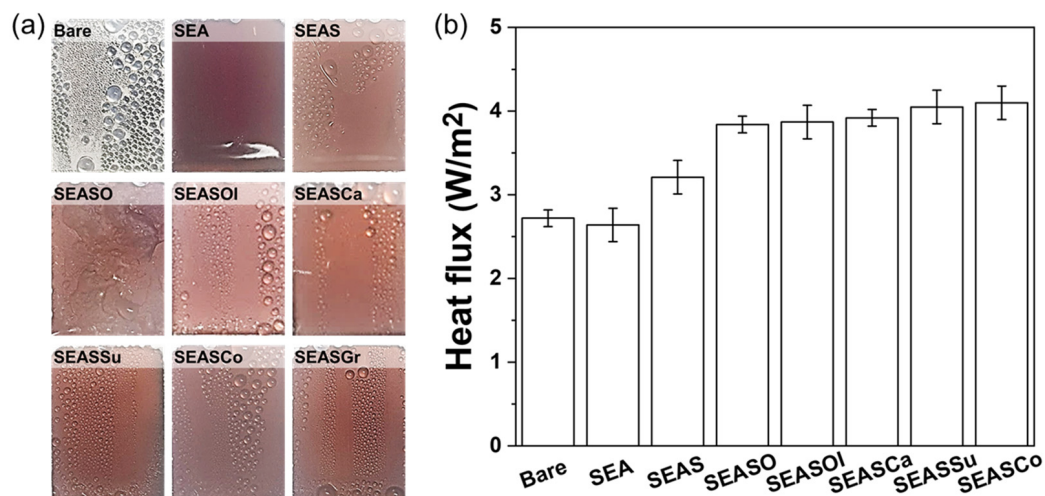 (a)
Bare SEA SEAS
SEASO SEASOl SEASCa
SEASSu SEASCo SEASGr
(b)
Heat flux (W/m²)
5
4
3
2
1
0
Bare SEA SEAS SEASO SEASOl SEASCa SEASSu SEASCo